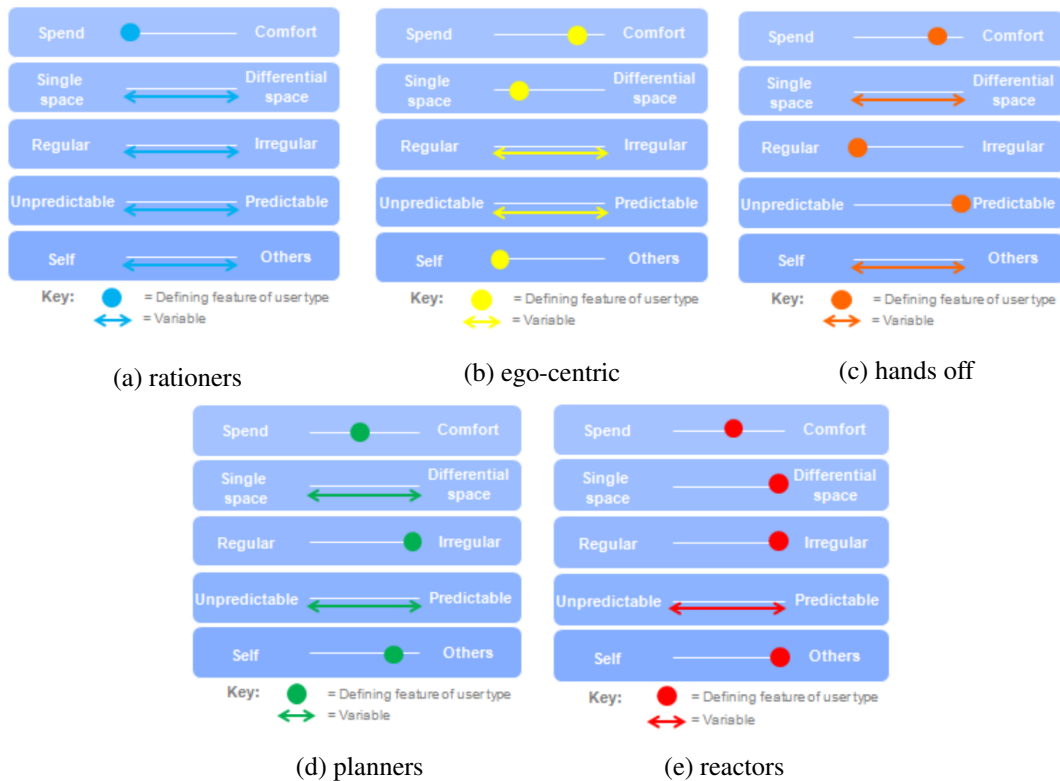 Spend Comfort
Single space Differential space
Regular Irregular
Unpredictable Predictable
Self Others
Key: = Defining feature of user type
= Variable
(a) rationers
Spend Comfort
Single space Differential space
Regular Irregular
Unpredictable Predictable
Self Others
Key: = Defining feature of user type
= Variable
(b) ego-centric
Spend Comfort
Single space Differential space
Regular Irregular
Unpredictable Predictable
Self Others
Key: = Defining feature of user type
= Variable
(c) hands off
Spend Comfort
Single space Differential space
Regular Irregular
Unpredictable Predictable
Self Others
Key: = Defining feature of user type
= Variable
(d) planners
Spend Comfort
Single space Differential space
Regular Irregular
Unpredictable Predictable
Self Others
Key: = Defining feature of user type
= Variable
(e) reactors